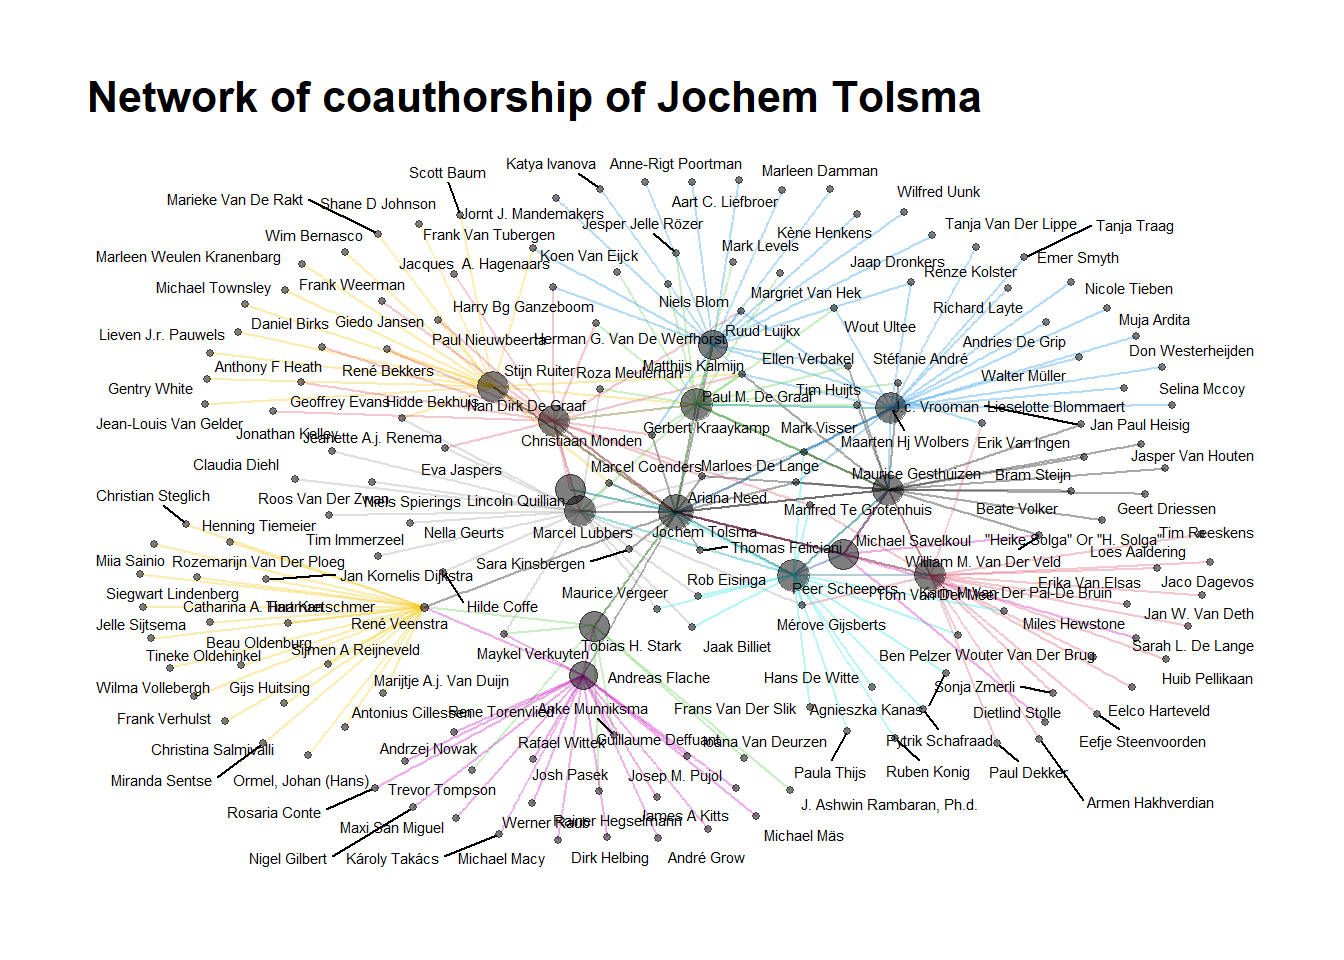 Network of coauthorship of Jochem Tolsma
Katya Ivanova
Anne-Rigt Poortman
Marleen Damman
Scott Baum
Wilfred Uunk
Marieke Van De Rakt
Shane D Johnson
Aart C. Liefbroer
Jornt J. Mandemakers
Jesper Jelle Rözer
Tanja Van Der Lippe
Tanja Traag
Wim Bernasco
Frank Van Tubergen
Kène Henkens
Mark Levels
Marleen Weulen Kranenbarg
Jacques A. Hagenaars
Koen Van Eijck
Jaap Dronkers
Emer Smyth
Renze Kolster
Michael Townsley
Frank Weerman
Margriet Van Hek
Nicole Tieben
Niels Blom
Harry Bg Ganzeboom
Richard Layte
Lieven J.r. Pauwels
Daniel Birks
Giedo Jansen
Ruud Luijkx
Wout Ultee
Muja Ardita
Paul Nieuwbeerta
Herman G. Van De Werfhorst
Andries De Grip
Don Westerheijden
Anthony F Heath
René Bekkers
Stijn Ruiter
Roza Meuleman
Matthijs Kalmijn
Ellen Verbakel
Stéfanie André
Walter Müller
Gentry White
Geoffrey Evans
Hidde Bekhuis
Nan Dirk De Graaf
Paul M. De Graaf
Tim Huijts
J.c. Vrooman
Lieselotte Blommaert
Selina Mccoy
Jean-Louis Van Gelder
Jonathan Kelley
Jeanette A.j. Renema
Christiaan Monden
Gerbert Kraaykamp
Mark Visser
Maarten Hj Wolbers
Erik Van Ingen
Jan Paul Heisig
Claudia Diehl
Eva Jaspers
Marcel Coenders
Marloes De Lange
Maurice Gesthuizen
Bram Steijn
Jasper Van Houten
Christian Steglich
Roos Van Der Zwan
Niels Spierings
Lincoln Quillian
Ariana Need
Manfred Te Grotenhuis
Beate Volker
Geert Driessen
Henning Tiemeier
Tim Immerzeel
Nella Geurts
Marcel Lubbers
Jochem Tolsma
Michael Savelkoul
"Heike Solga" Or "H. Solga"
Tim Reeskens
Miia Sainio
Rozemarijn Van Der Ploeg
Jan Kornelis Dijkstra
Sara Kinsbergen
Thomas Feliciani
William M. Van Der Veld
Loes Aaldering
Siegwart Lindenberg
Catharina A. Hartman
Tina Kretschmer
Hilde Coffe
Maurice Vergeer
Rob Eisinga
Peer Scheepers
Tom Van Der Meer
Karin M. Van Der Pal-De Bruin
Erika Van Elsas
Jaco Dagevos
Jelle Sijtsema
René Veenstra
Mérove Gijsberts
Miles Hewstone
Jan W. Van Deth
Beau Oldenburg
Sijmen A Reijneveld
Maykel Verkuyten
Tobias H. Stark
Jaak Billiet
Sarah L. De Lange
Tineke Oldehinkel
Ben Pelzer
Wouter Van Der Brug
Wilma Vollebergh
Gijs Huitsing
Marijtje A.j. Van Duijn
Andreas Flache
Hans De Witte
Sonja Zmerli
Huib Pellikaan
Frank Verhulst
Antonius Cillessen
Rene Torenvlied
Anke Munniksma
Frans Van Der Slik
Agnieszka Kanas
Dietlind Stolle
Eelco Harteveld
Christina Salmivalli
Andrzej Nowak
Rafael Wittek
Guillaume Deffuant
Ioana Van Deurzen
Pytrik Schafraad
Eefje Steenvoorden
Miranda Sentse
Ormel, Johan (Hans)
Josh Pasek
Josep M. Pujol
Paula Thijs
Ruben Konig
Paul Dekker
Trevor Tompson
Rosaria Conte
J. Ashwin Rambaran, Ph.d.
Armen Hakhverdian
Maxi San Miguel
Werner Raub
Rainer Hegselmann
James A Kitts
Michael Mäs
Nigel Gilbert
Károly Takács
Michael Macy
Dirk Helbing
André Grow